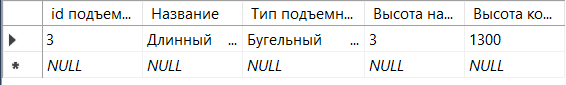 id подъем... Название Тип подъемн... Высота на... Высота ко...
3 Длинный ... Бугельный ... 3 1300
NULL NULL NULL NULL NULL